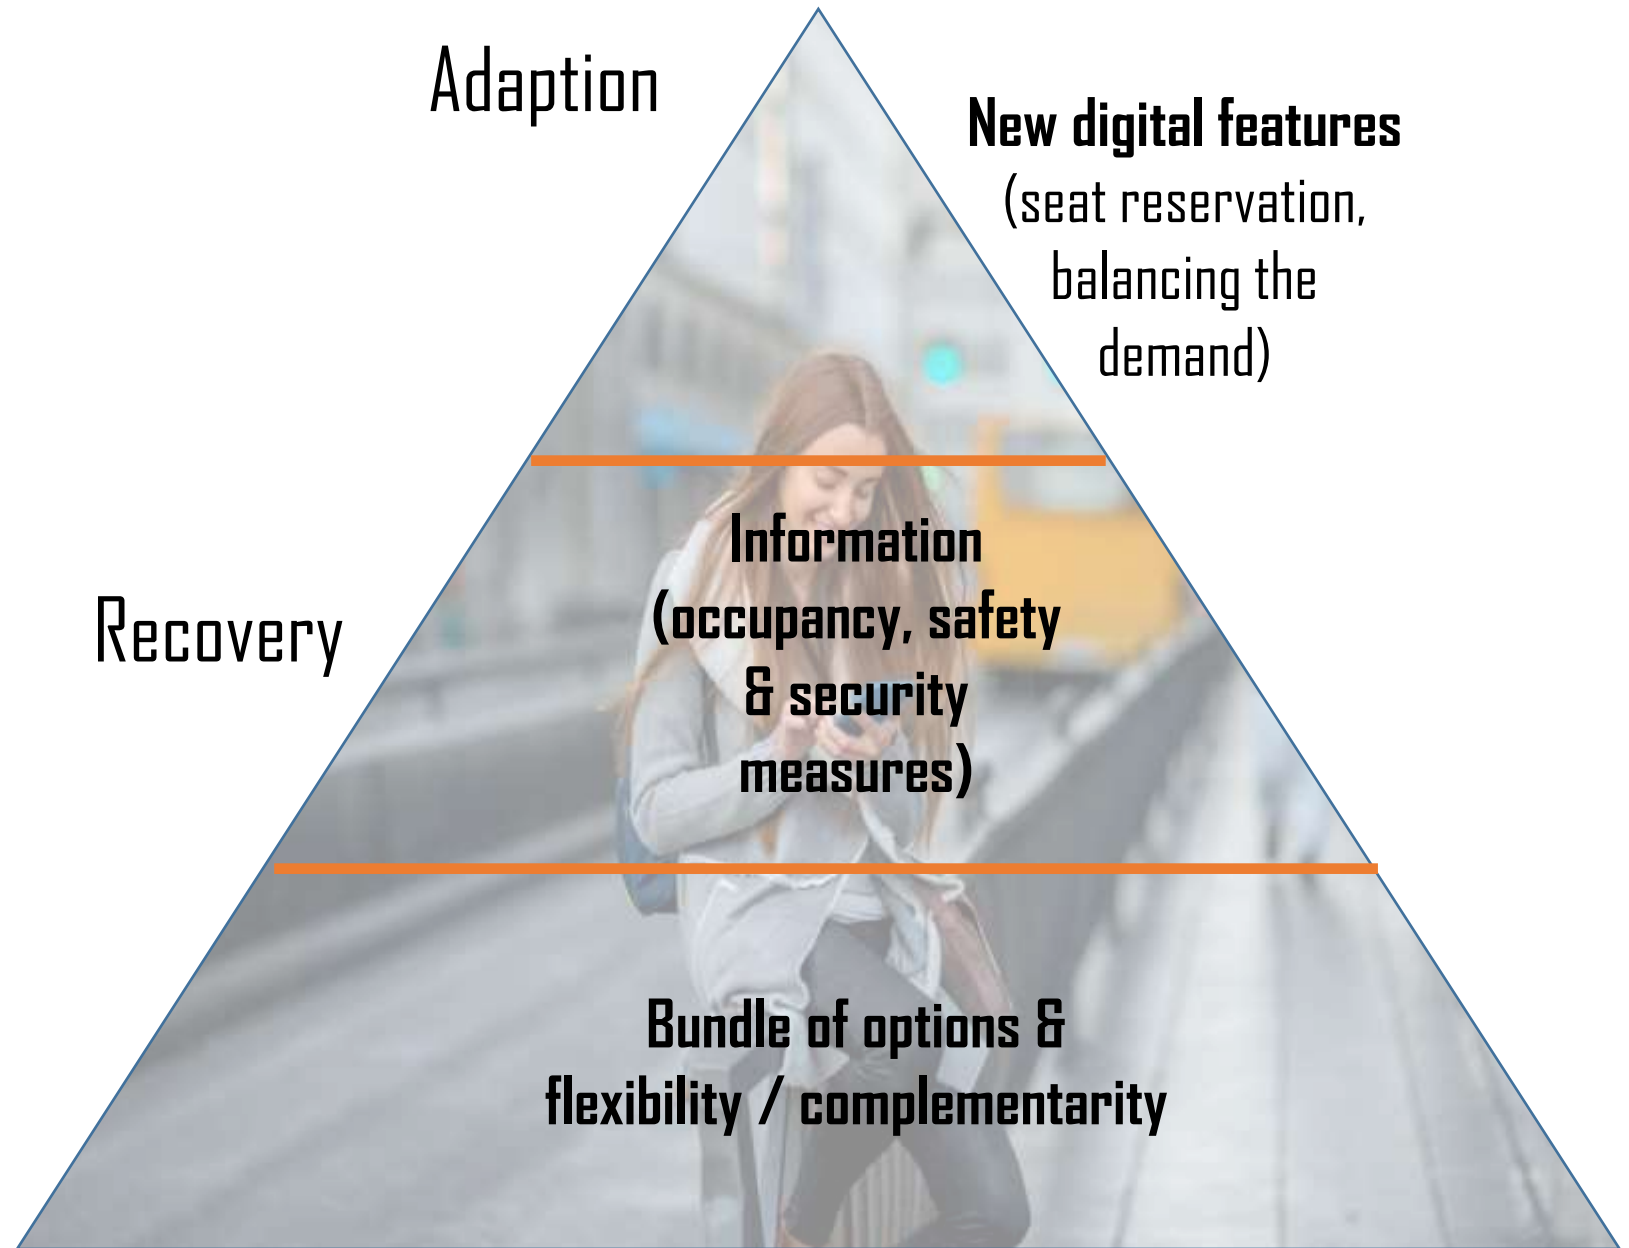 Adaption
New digital features
(seat reservation,
balancing the
demand)
Information
(occupancy, safety
& security
measures)
Recovery
Bundle of options &
flexibility / complementarity